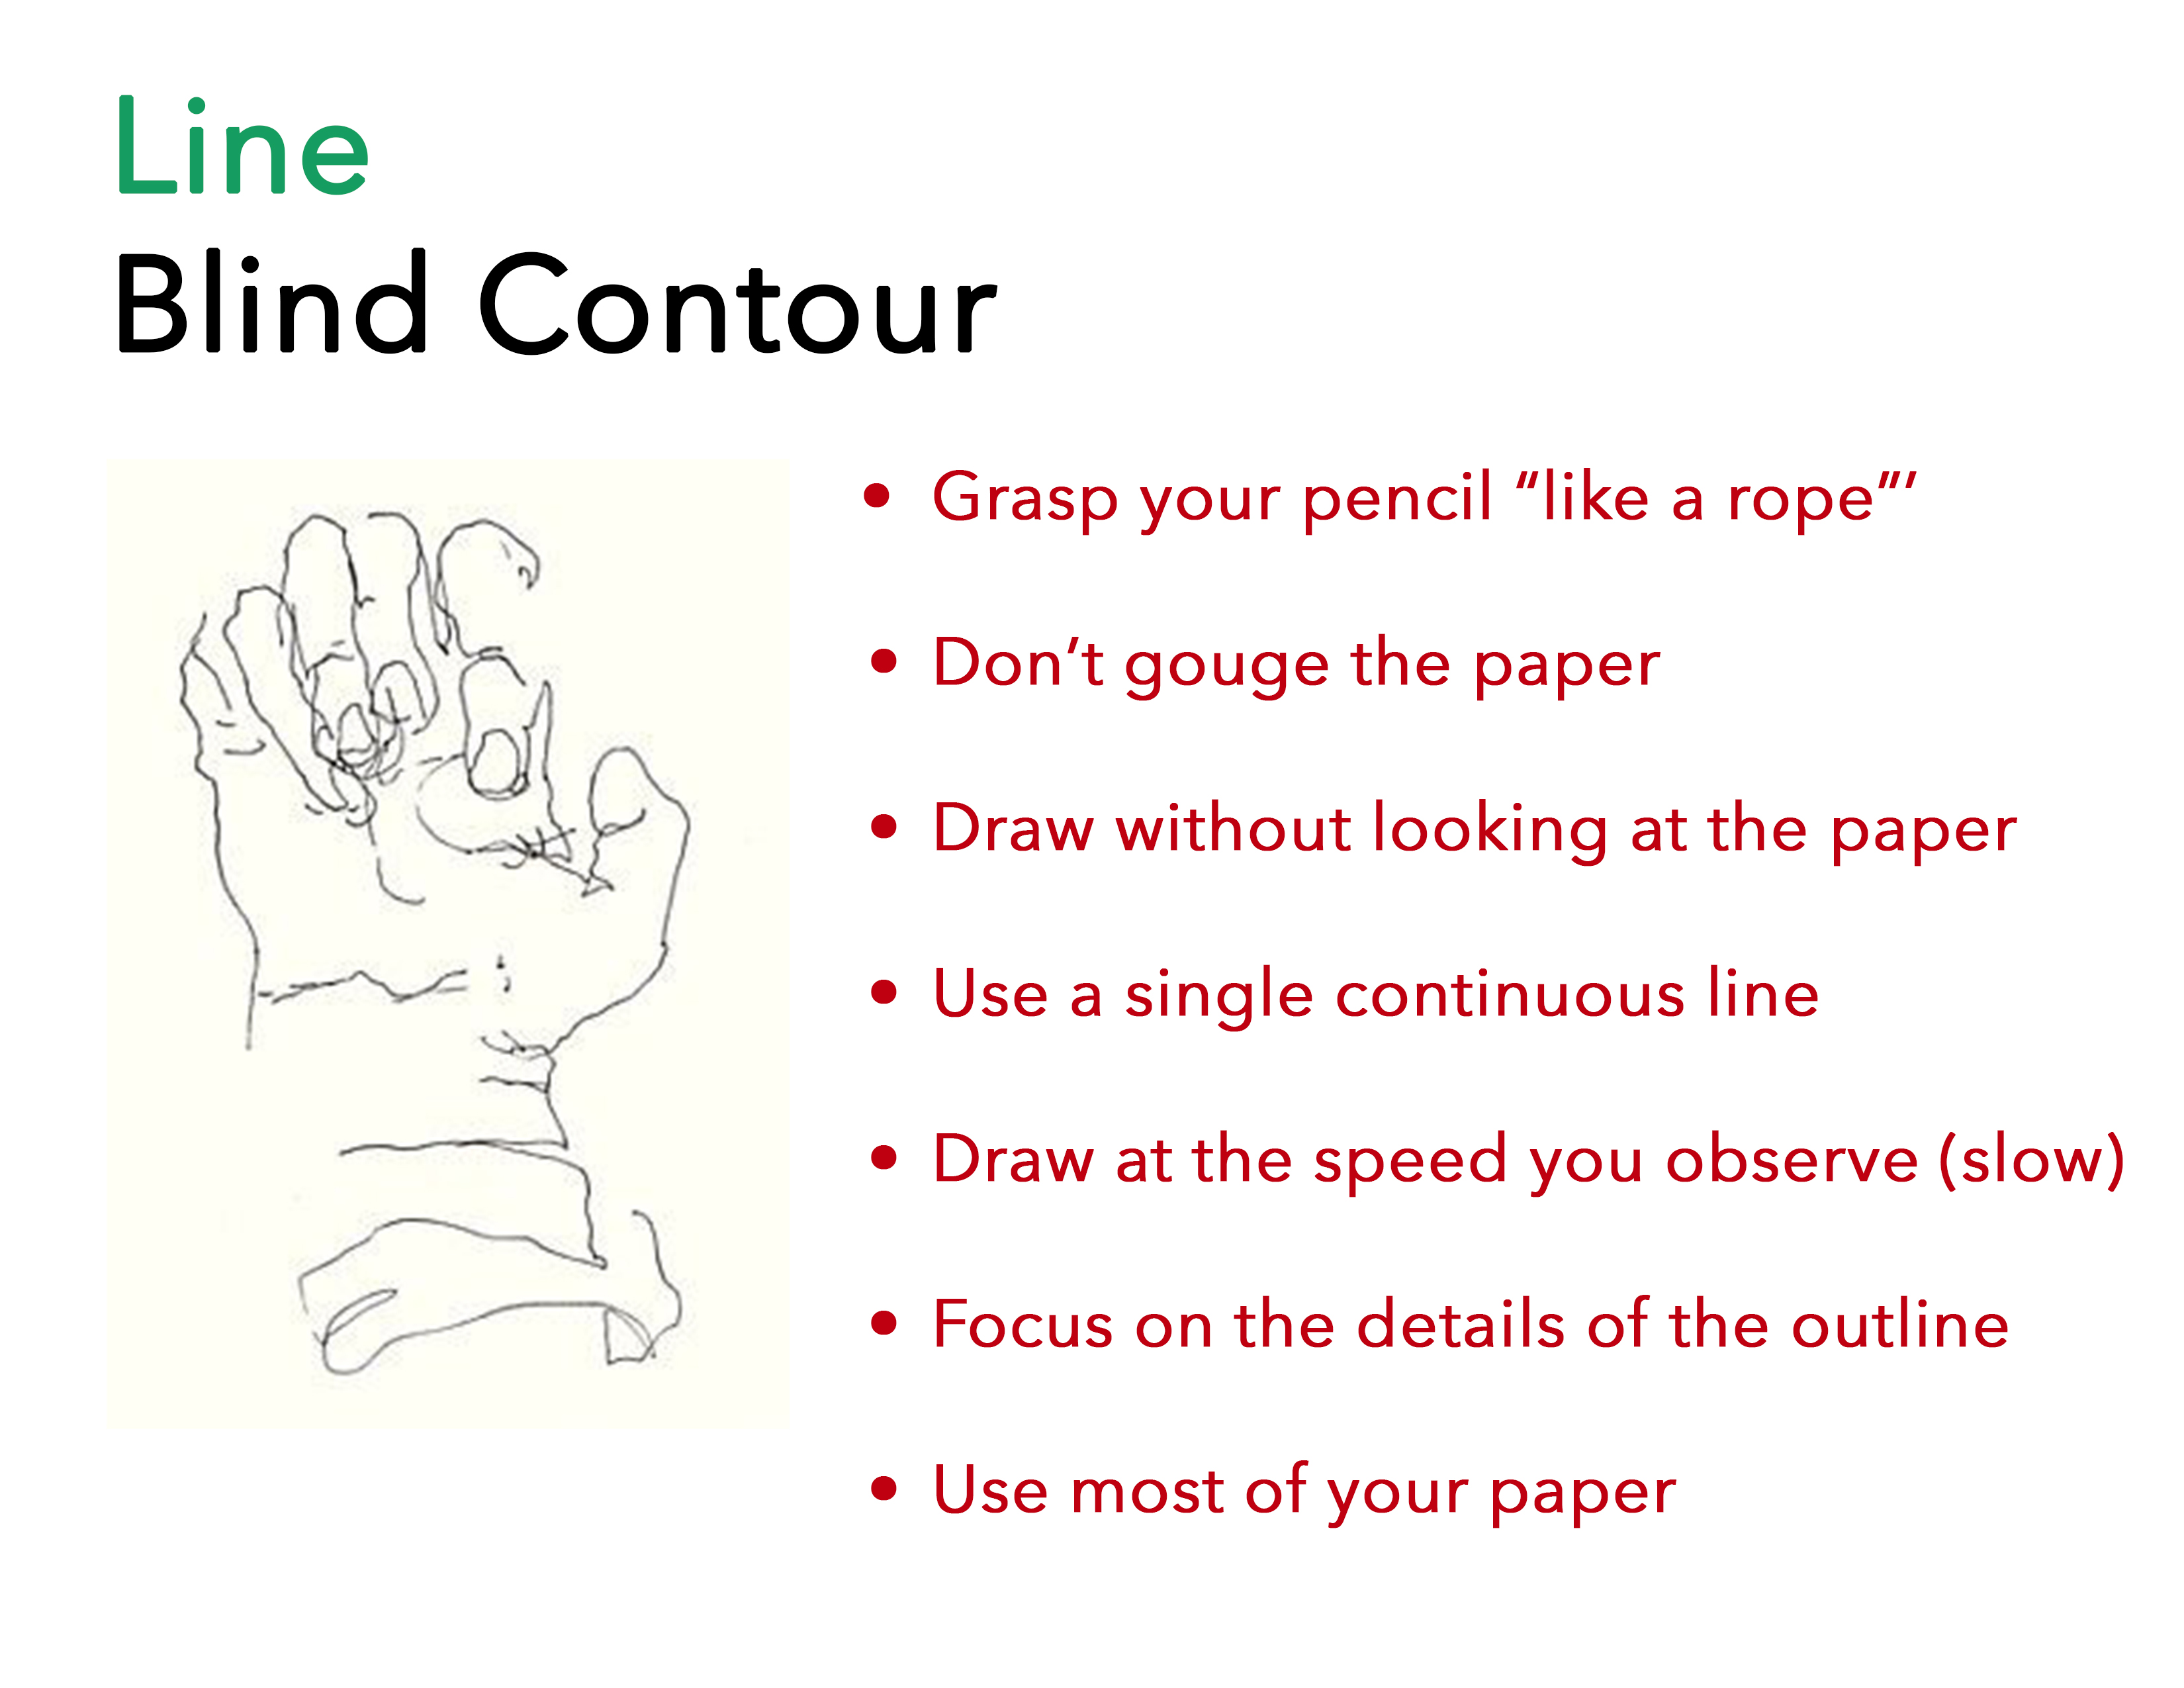 Line
Blind Contour
• Grasp your pencil “like a rope”’
• Don’t gouge the paper
• Draw without looking at the paper
• Use a single continuous line
• Draw at the speed you observe (slow)
• Focus on the details of the outline
• Use most of your paper